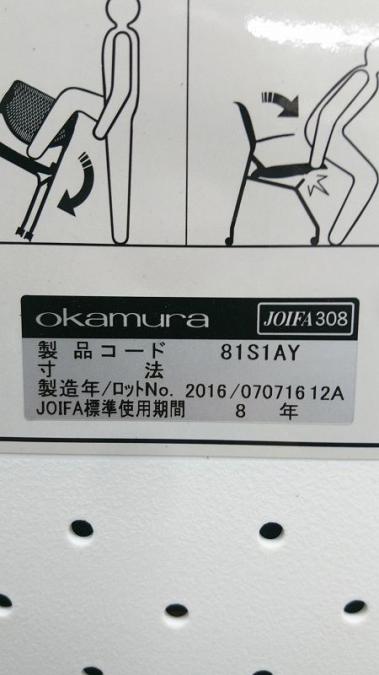 okamura JOIFA308
製品コード 81S1AY
寸法
製造年/ロットNo. 2016/07071612A
JOIFA標準使用期間 8 年